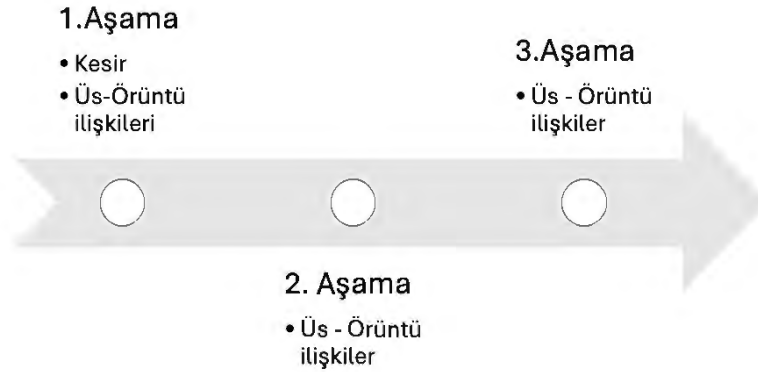 1.Aşama
• Kesir
• Üs-Örüntü
ilişkileri
2. Aşama
• Üs - Örüntü
ilişkiler
3.Aşama
• Üs - Örüntü
ilişkiler